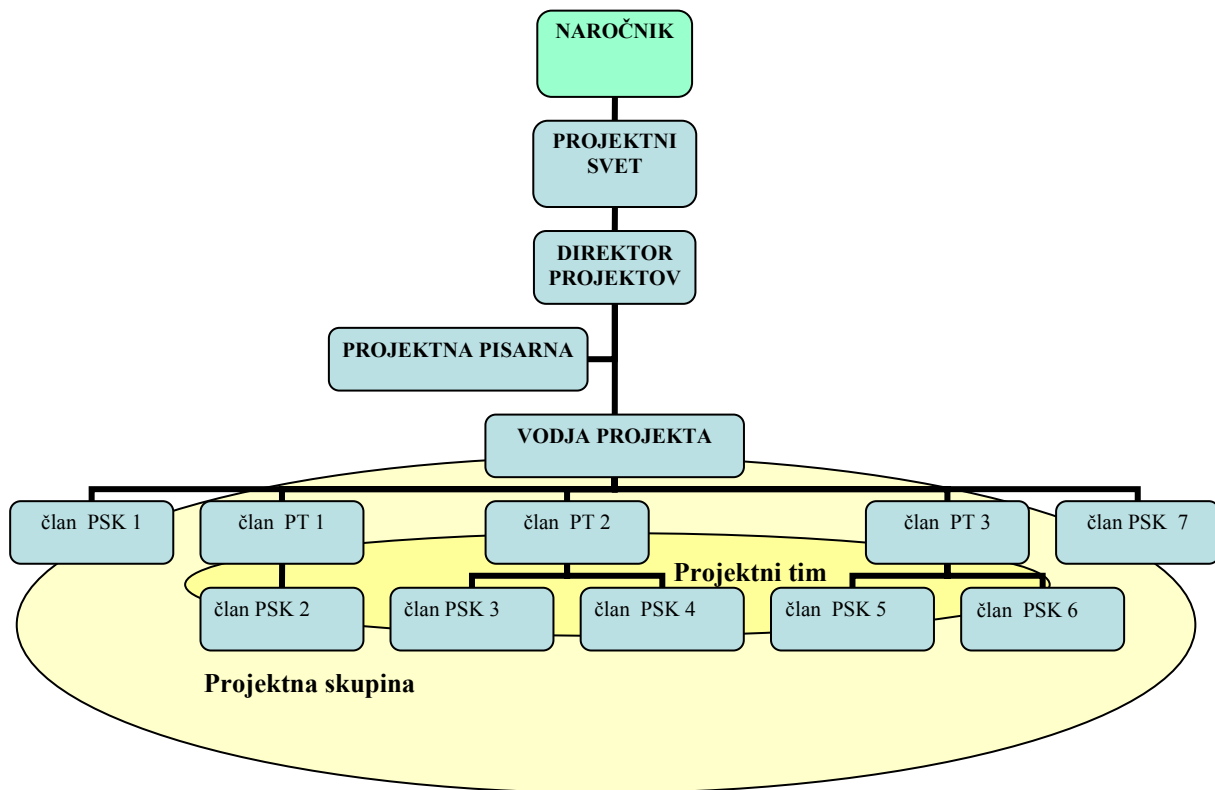 NAROČNIK
PROJEKTNI
SVET
DIREKTOR
PROJEKTOV
PROJEKTNA PISARNA
VODJA PROJEKTA
član PSK 1
član PT 1
član PT 2
član PT 3
član PSK 7
Projektni tim
član PSK 2
član PSK 3
član PSK 4
član PSK 5
član PSK 6
Projektna skupina